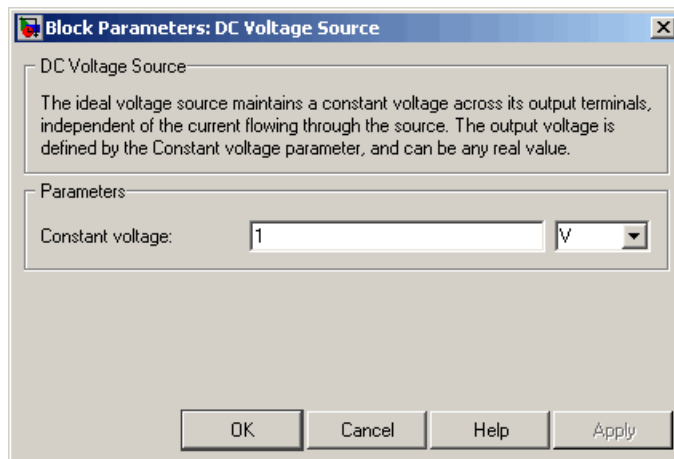 Block Parameters: DC Voltage Source
DC Voltage Source
The ideal voltage source maintains a constant voltage across its output terminals,
independent of the current flowing through the source. The output voltage is
defined by the Constant voltage parameter, and can be any real value.
Parameters
Constant voltage: 1 V
OK Cancel Help Apply